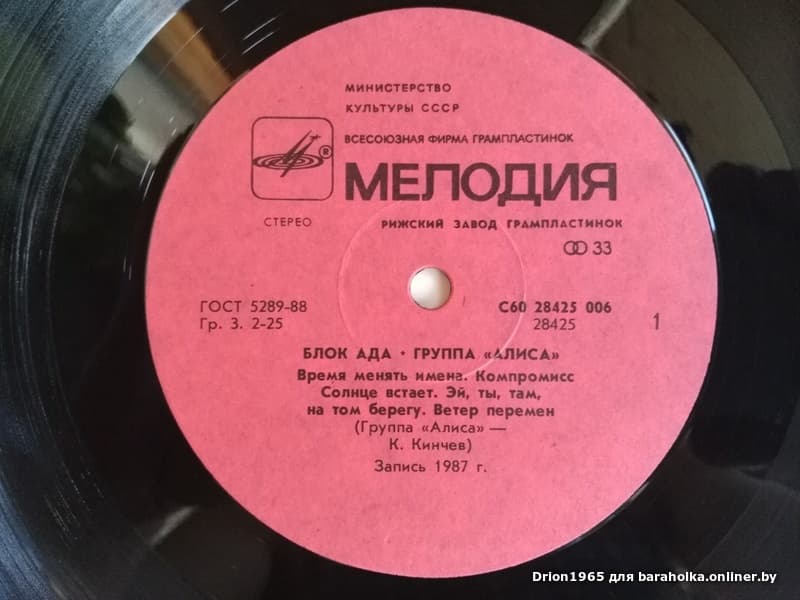 МИНИСТЕРСТВО
КУЛЬТУРЫ СССР
ВСЕСОЮЗНАЯ ФИРМА ГРАМПЛАСТИНОК
®
МЕЛОДИЯ
СТЕРЕО
РИЖСКИЙ ЗАВОД ГРАМПЛАСТИНОК
33
ГОСТ 5289-88
Гр. 3. 2-25
С60 28425 006
28425
1
БЛОК АДА · ГРУППА «АЛИСА»
Время менять имена. Компромисс
Солнце встает. Эй, ты, там,
на том берегу. Ветер перемен
(Группа «Алиса» —
К. Кинчев)
Запись 1987 г.
Drion1965 для baraholka.onliner.by